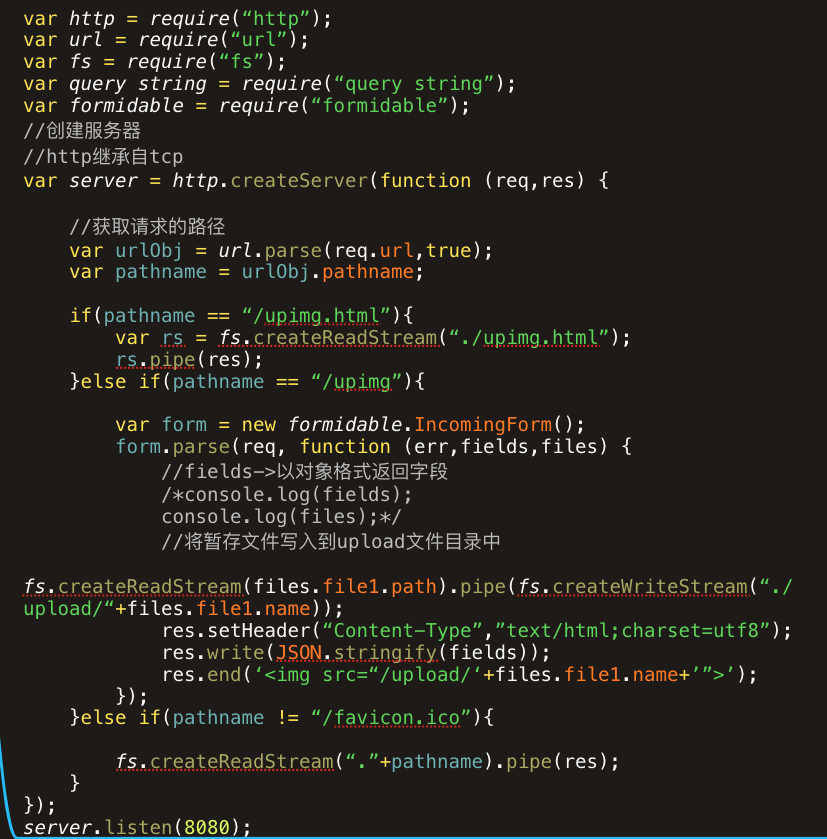 var http = require(“http”);
var url = require(“url”);
var fs = require(“fs”);
var query string = require(“query string”);
var formidable = require(“formidable”);
//创建服务器
//http继承自tcp
var server = http.createServer(function (req,res) {
//获取请求的路径
var urlObj = url.parse(req.url,true);
var pathname = urlObj.pathname;
if(pathname == “/upimg.html”){
var rs = fs.createReadStream(“./upimg.html”);
rs.pipe(res);
}else if(pathname == “/upimg”){
var form = new formidable.IncomingForm();
form.parse(req, function (err,fields,files) {
//fields->以对象格式返回字段
/*console.log(fields);
console.log(files);*/
//将暂存文件写入到upload文件目录中
fs.createReadStream(files.file1.path).pipe(fs.createWriteStream(“./
upload/“+files.file1.name));
res.setHeader(“Content-Type”,”text/html;charset=utf8”);
res.write(JSON.stringify(fields));
res.end(‘<img src=“/upload/‘+files.file1.name+’”>’);
});
}else if(pathname != “/favicon.ico”){
fs.createReadStream(“.”+pathname).pipe(res);
}
});
server.listen(8080);